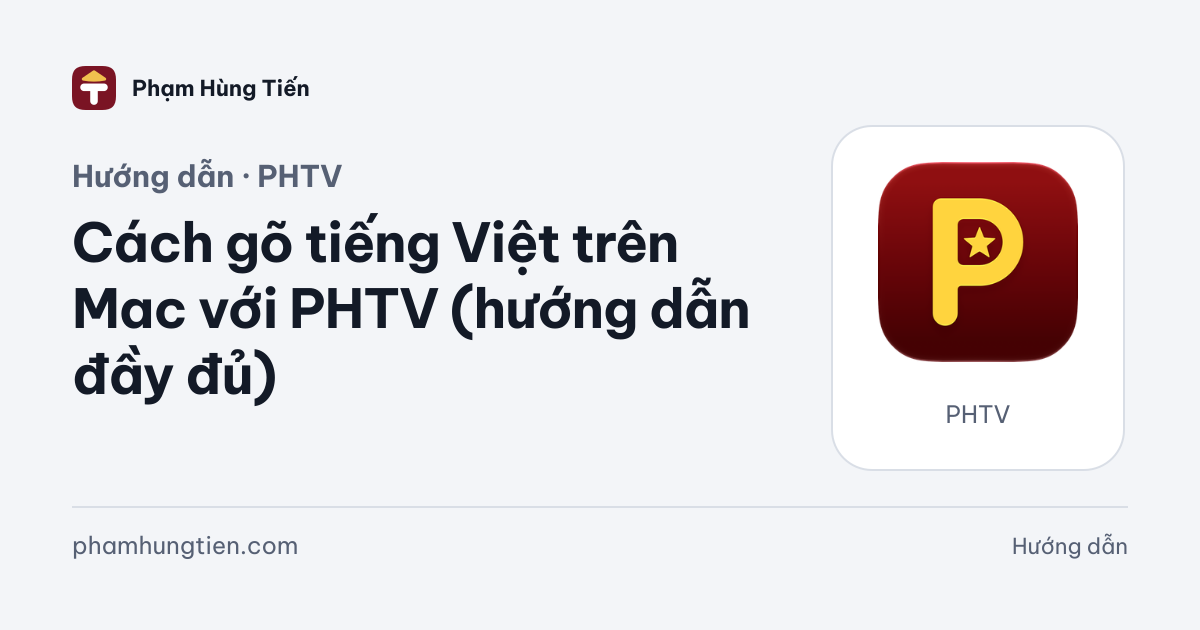 Phạm Hùng Tiến
Hướng dẫn · PHTV
Cách gõ tiếng Việt trên
Mac với PHTV (hướng dẫn
đầy đủ)
PHTV
phamhungtien.com
Hướng dẫn